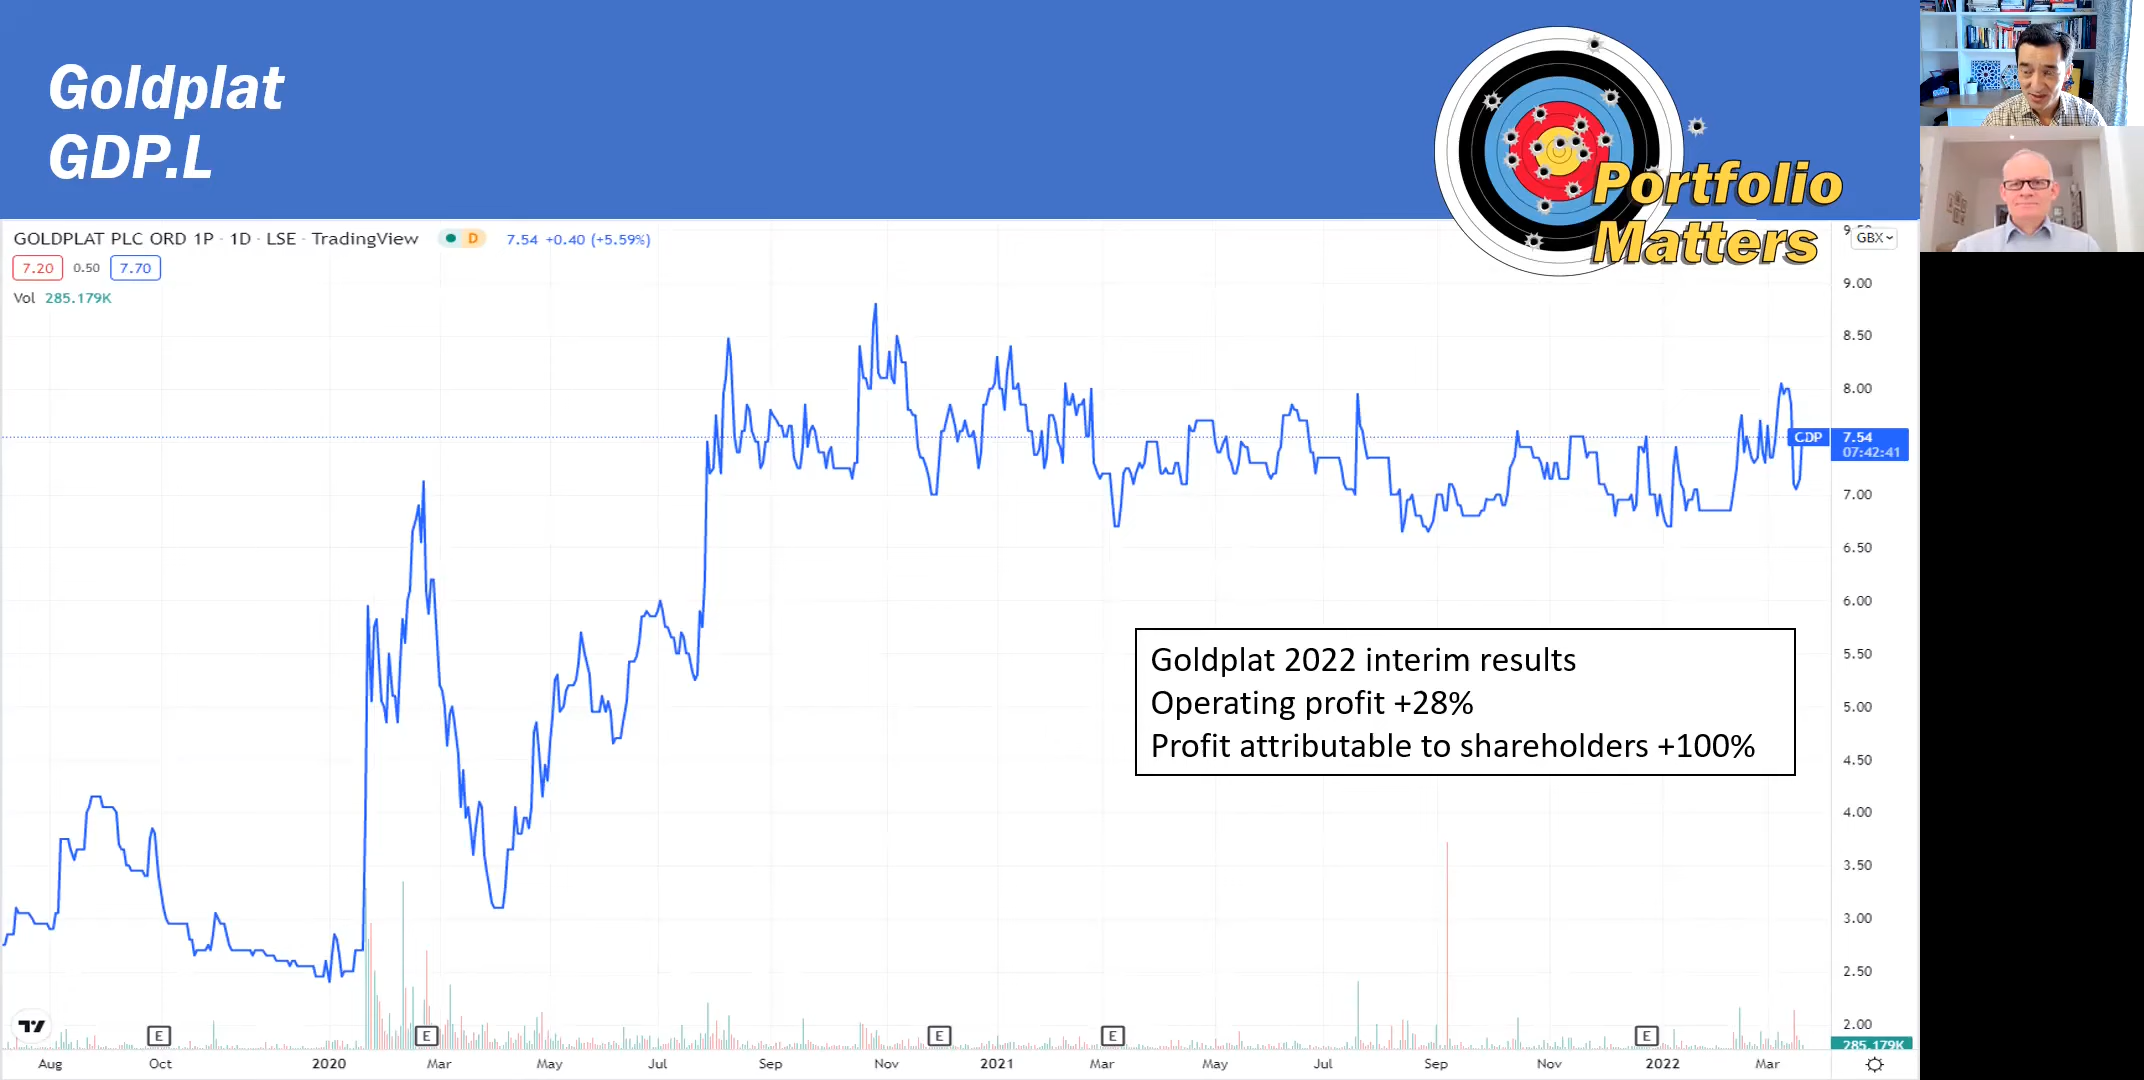 Goldplat
GDP.L
Portfolio
Matters
GOLDPLAT PLC ORD 1P · 1D · LSE · TradingView D 7.54 +0.40 (+5.59%)
7.20 0.50 7.70
Vol 285.179K
GBX
9.00
8.50
8.00
GDP 7.54
07:42:41
7.00
6.50
6.00
5.50
5.00
4.50
4.00
3.50
3.00
2.50
2.00
285.179K
Goldplat 2022 interim results
Operating profit +28%
Profit attributable to shareholders +100%
E E E E E
Aug Oct 2020 Mar May Jul Sep Nov 2021 Mar May Jul Sep Nov 2022 Mar